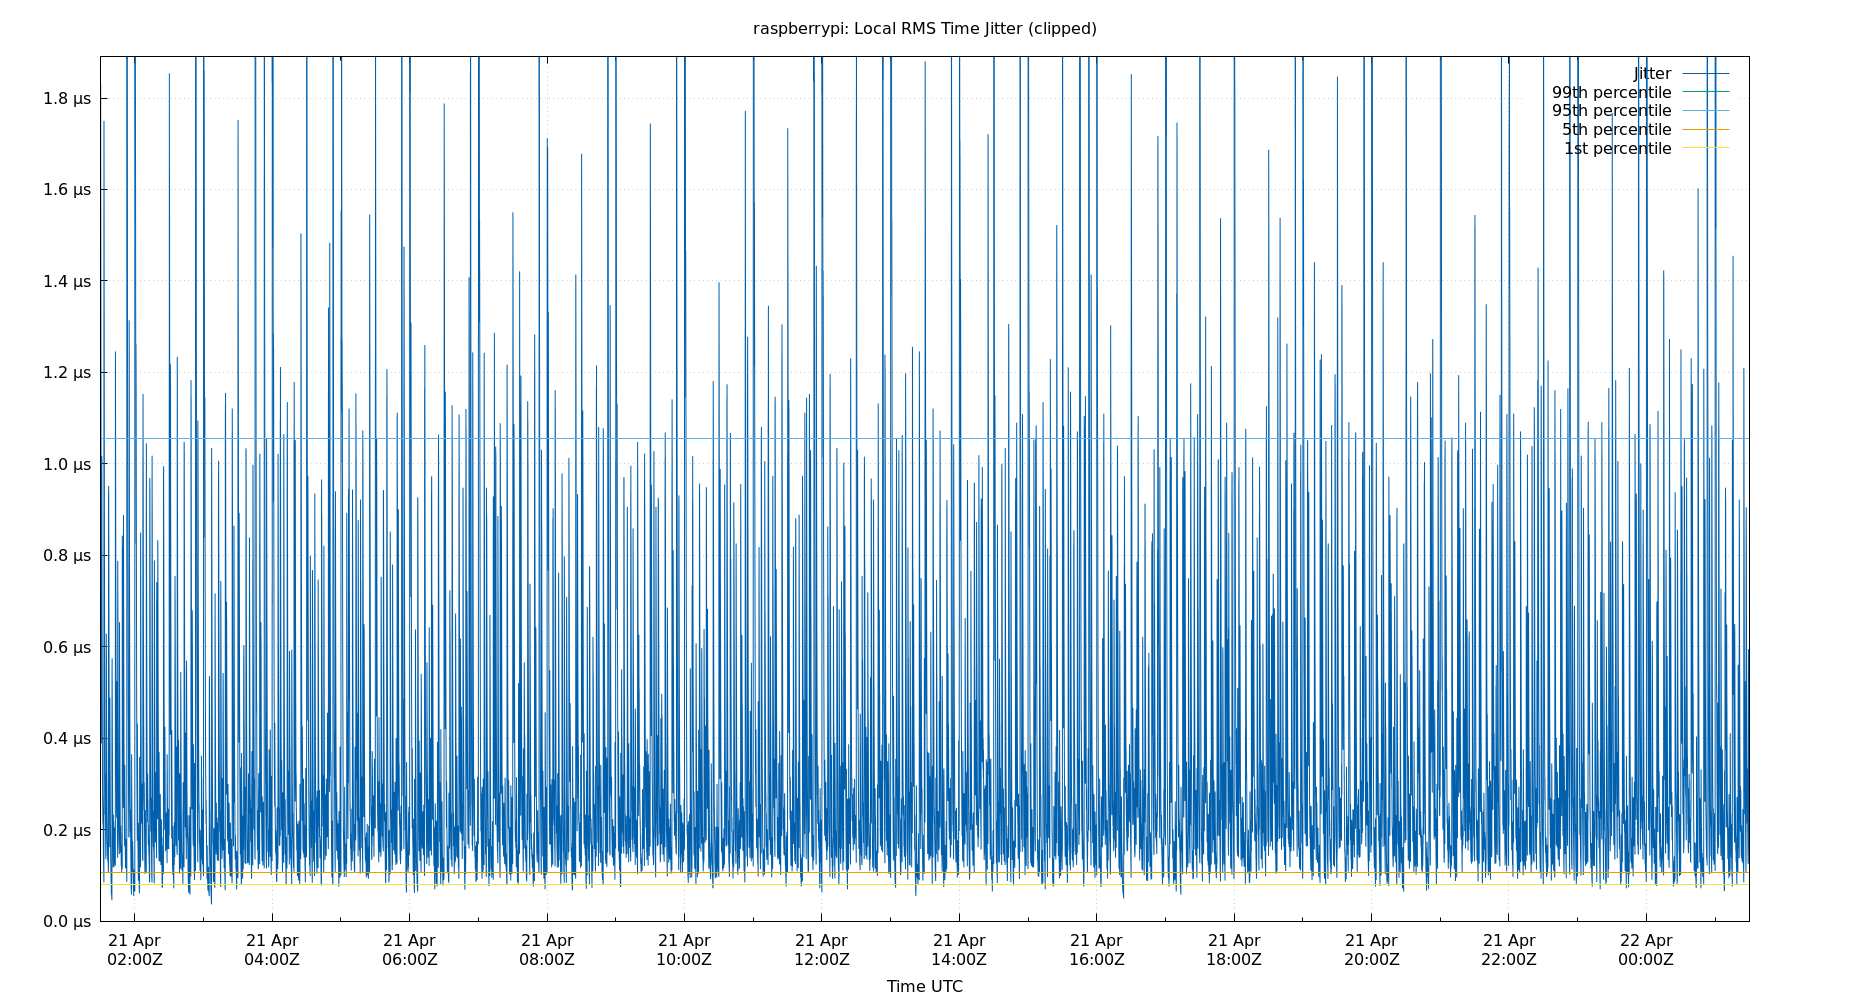 raspberrypi: Local RMS Time Jitter (clipped)
Jitter
99th percentile
95th percentile
5th percentile
1st percentile
1.8 µs
1.6 µs
1.4 µs
1.2 µs
1.0 µs
0.8 µs
0.6 µs
0.4 µs
0.2 µs
0.0 µs
21 Apr 21 Apr 21 Apr 21 Apr 21 Apr 21 Apr 21 Apr 21 Apr 21 Apr 21 Apr 21 Apr 22 Apr
02:00Z 04:00Z 06:00Z 08:00Z 10:00Z 12:00Z 14:00Z 16:00Z 18:00Z 20:00Z 22:00Z 00:00Z
Time UTC